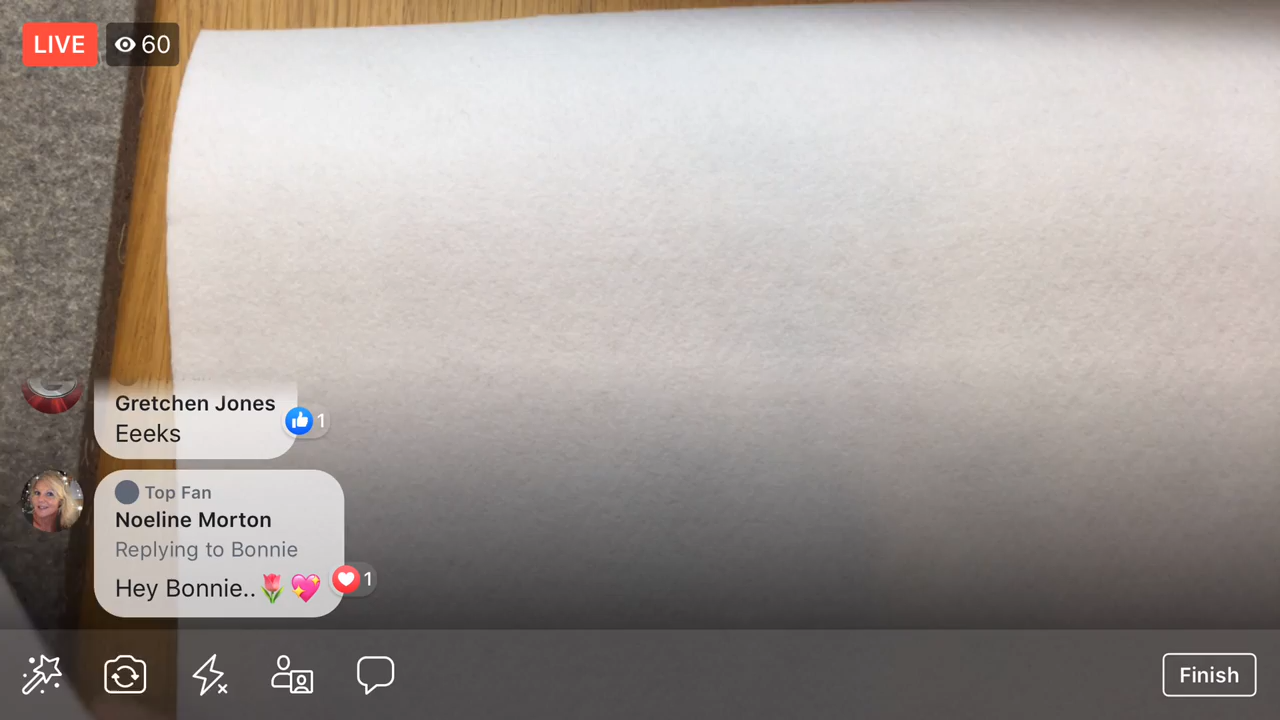 LIVE
60
Gretchen Jones
Eeeks
1
Top Fan
Noeline Morton
Replying to Bonnie
Hey Bonnie..🌷💖
1
Finish